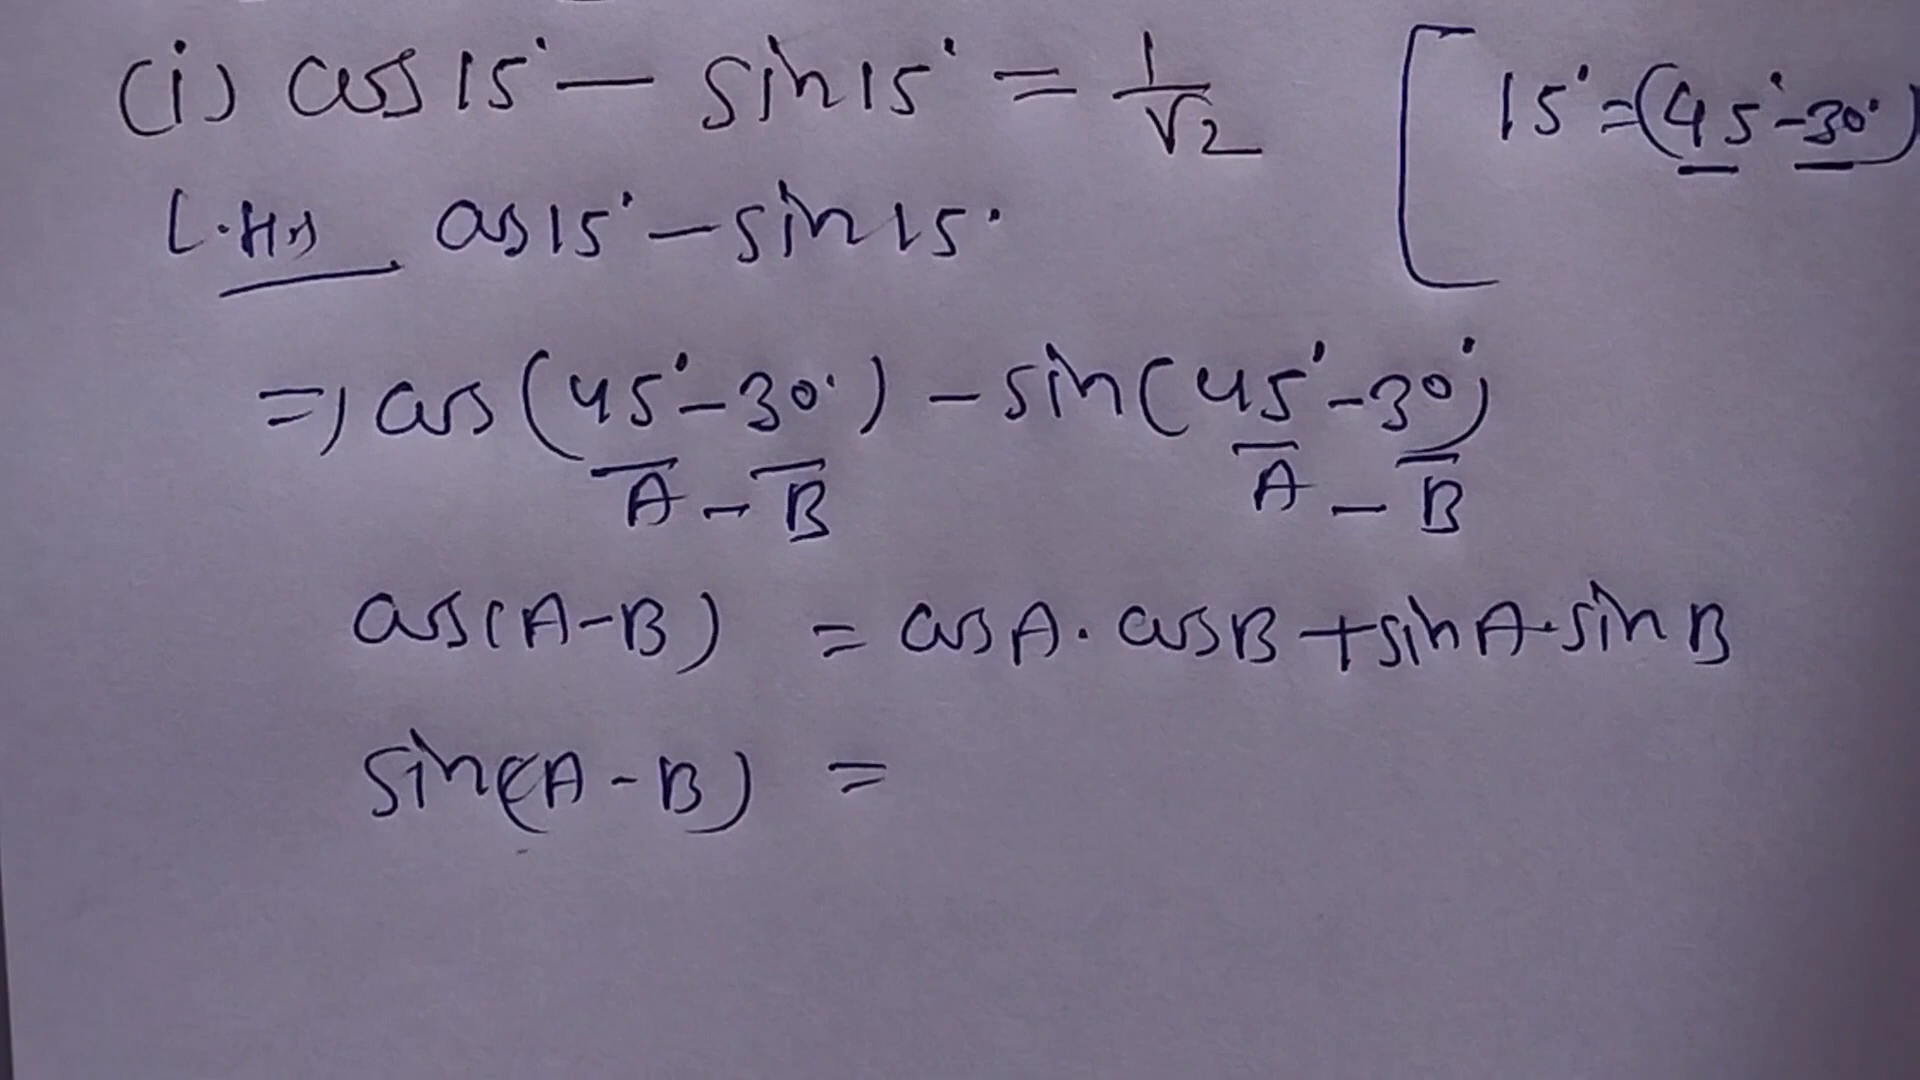 (i) cos 15° – sin 15° = 1/√2 [ 15° = (45° - 30°)
L.H.S cos 15° – sin 15°
=) cos (45° – 30°) – sin (45° – 30°)
A – B A – B
cos(A-B) = cos A · cos B + sin A · sin B
sin(A - B) =